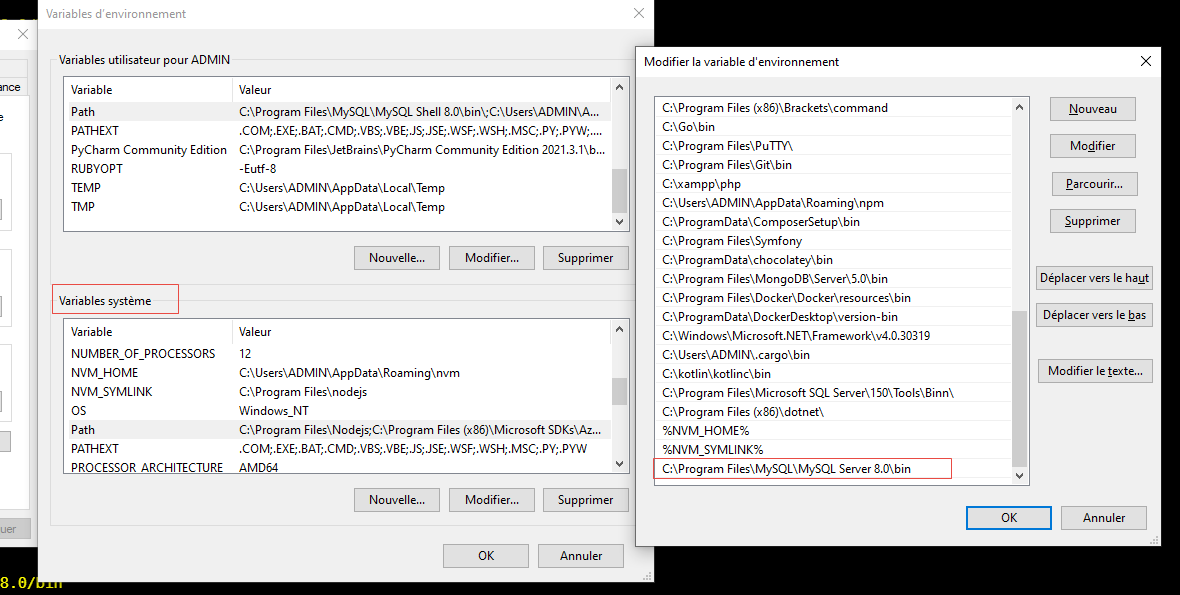 ance
e
uer
8.0/bin
Variables d'environnement
Variables utilisateur pour ADMIN
Variable Valeur
Path C:\Program Files\MySQL\MySQL Shell 8.0\bin\;C:\Users\ADMIN\A...
PATHEXT .COM;.EXE;.BAT;.CMD;.VBS;.VBE;.JS;.JSE;.WSF;.WSH;.MSC;.PY;.PYW;....
PyCharm Community Edition C:\Program Files\JetBrains\PyCharm Community Edition 2021.3.1\b...
RUBYOPT -Eutf-8
TEMP C:\Users\ADMIN\AppData\Local\Temp
TMP C:\Users\ADMIN\AppData\Local\Temp
Nouvelle... Modifier... Supprimer
Variables système
Variable Valeur
NUMBER_OF_PROCESSORS 12
NVM_HOME C:\Users\ADMIN\AppData\Roaming\nvm
NVM_SYMLINK C:\Program Files\nodejs
OS Windows_NT
Path C:\Program Files\Nodejs;C:\Program Files (x86)\Microsoft SDKs\Az...
PATHEXT .COM;.EXE;.BAT;.CMD;.VBS;.VBE;.JS;.JSE;.WSF;.WSH;.MSC;.PY;.PYW
PROCESSOR_ARCHITECTURE AMD64
Nouvelle... Modifier... Supprimer
OK Annuler
Modifier la variable d'environnement
C:\Program Files (x86)\Brackets\command
C:\Go\bin
C:\Program Files\PuTTY\
C:\Program Files\Git\bin
C:\xampp\php
C:\Users\ADMIN\AppData\Roaming\npm
C:\ProgramData\ComposerSetup\bin
C:\Program Files\Symfony
C:\ProgramData\chocolatey\bin
C:\Program Files\MongoDB\Server\5.0\bin
C:\Program Files\Docker\Docker\resources\bin
C:\ProgramData\DockerDesktop\version-bin
C:\Windows\Microsoft.NET\Framework\v4.0.30319
C:\Users\ADMIN\.cargo\bin
C:\kotlin\kotlinc\bin
C:\Program Files\Microsoft SQL Server\150\Tools\Binn\
C:\Program Files (x86)\dotnet\
%NVM_HOME%
%NVM_SYMLINK%
C:\Program Files\MySQL\MySQL Server 8.0\bin
Nouveau
Modifier
Parcourir...
Supprimer
Déplacer vers le haut
Déplacer vers le bas
Modifier le texte...
OK Annuler